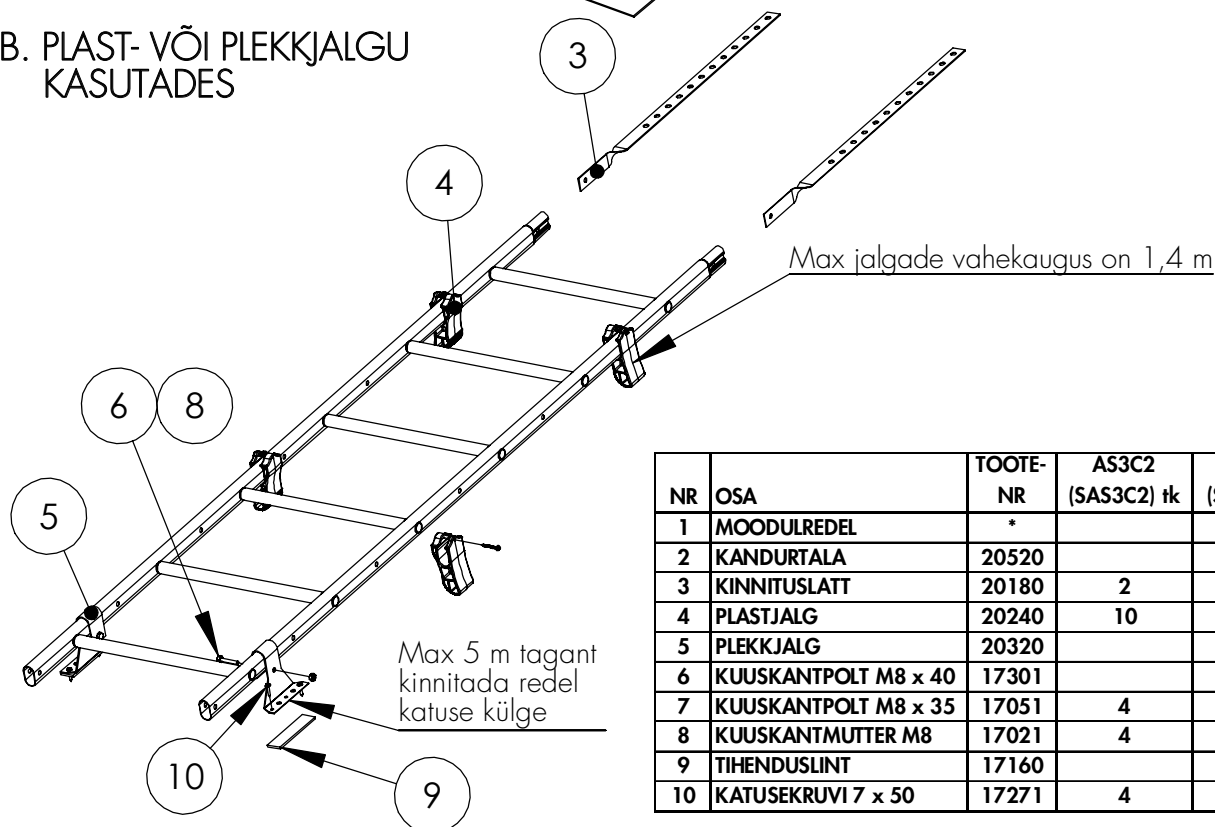 B. PLAST- VÕI PLEKKJALGU
KASUTADES
3
4
Max jalgade vahekaugus on 1,4 m
6 8
5
Max 5 m tagant
kinnitada redel
katuse külge
10
9
NR OSA TOOTE-NR AS3C2 (SAS3C2) tk (S
1 MOODULREDEL *
2 KANDURTALA 20520
3 KINNITUSLATT 20180 2
4 PLASTJALG 20240 10
5 PLEKKJALG 20320
6 KUUSKANTPOLT M8 x 40 17301
7 KUUSKANTPOLT M8 x 35 17051 4
8 KUUSKANTMUTTER M8 17021 4
9 TIHENDUSLINT 17160
10 KATUSEKRUVI 7 x 50 17271 4